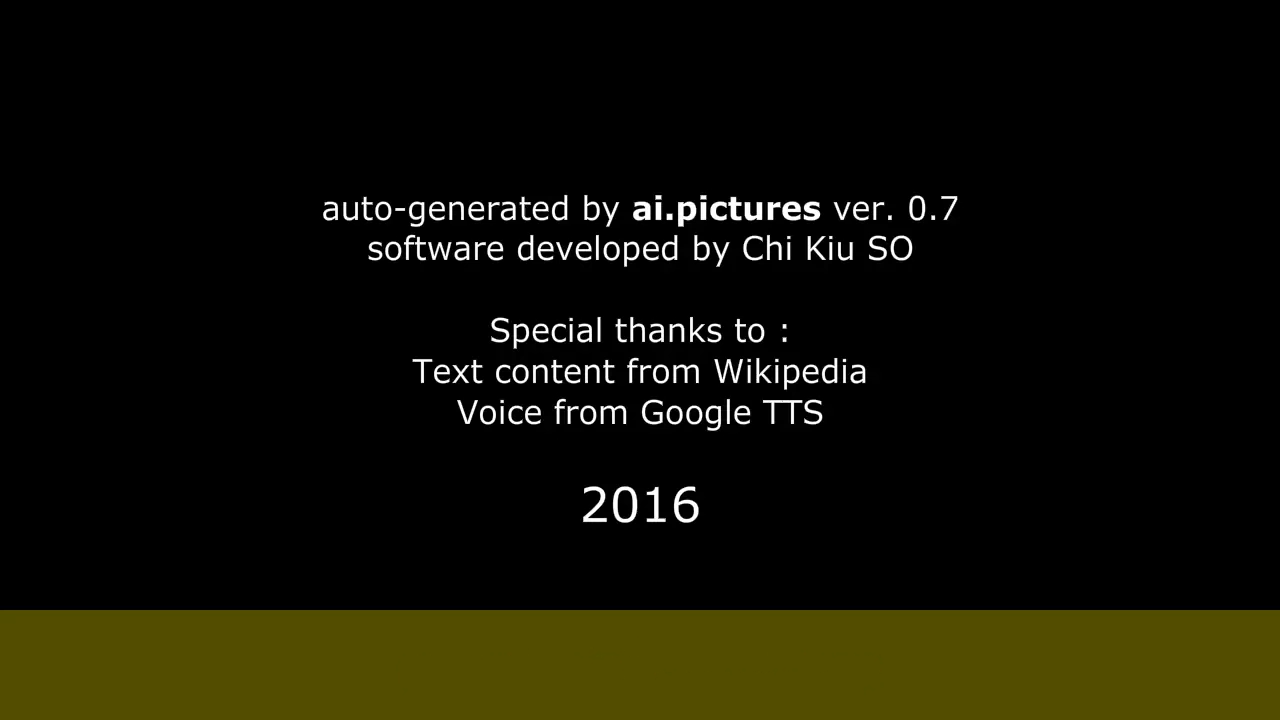 auto-generated by ai.pictures ver. 0.7
software developed by Chi Kiu SO
Special thanks to :
Text content from Wikipedia
Voice from Google TTS
2016